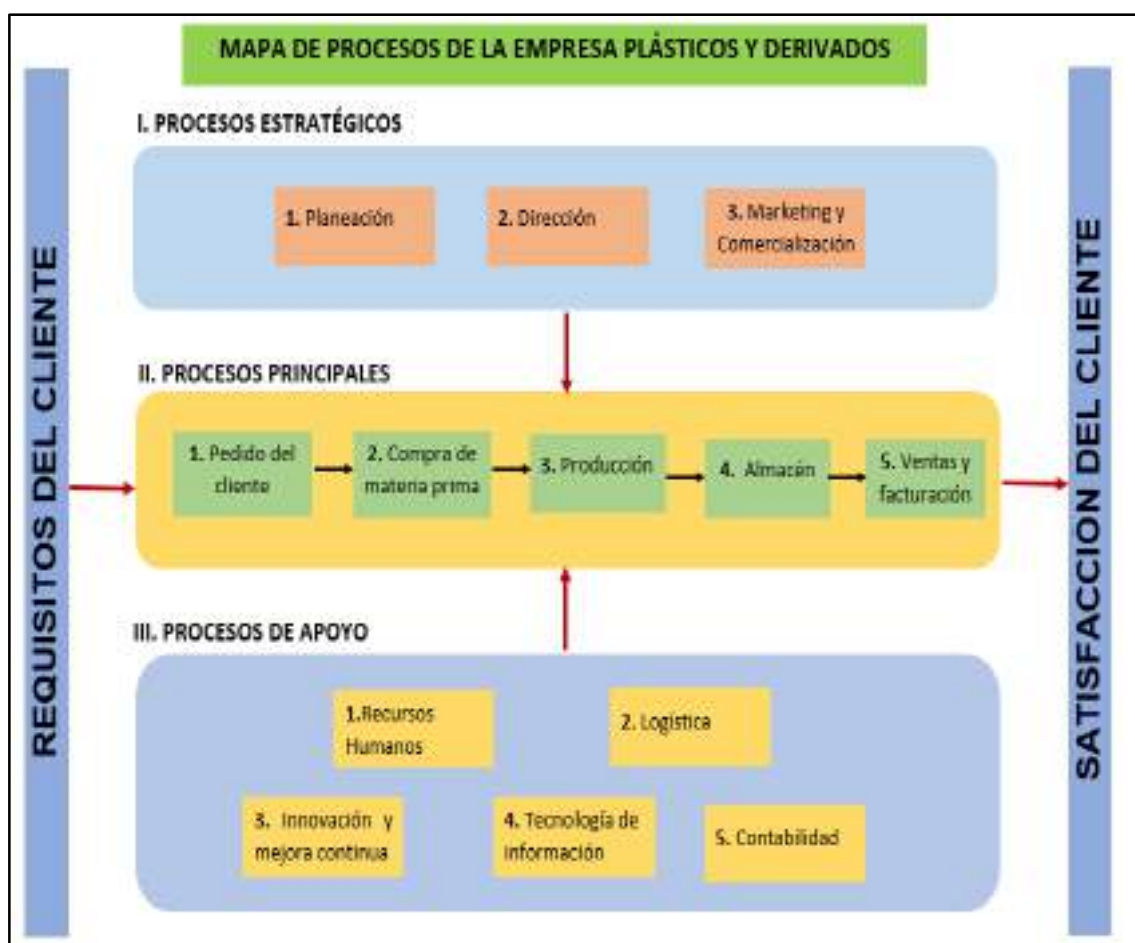 MAPA DE PROCESOS DE LA EMPRESA PLÁSTICOS Y DERIVADOS
REQUISITOS DEL CLIENTE
I. PROCESOS ESTRATÉGICOS
1. Planeación
2. Dirección
3. Marketing y
Comercialización
II. PROCESOS PRINCIPALES
1. Pedido del
cliente
2. Compra de
materia prima
3. Producción
4. Almacén
5. Ventas y
facturación
III. PROCESOS DE APOYO
1.Recursos
Humanos
2. Logística
3. Innovación y
mejora continua
4. Tecnología de
información
5. Contabilidad
SATISFACCION DEL CLIENTE